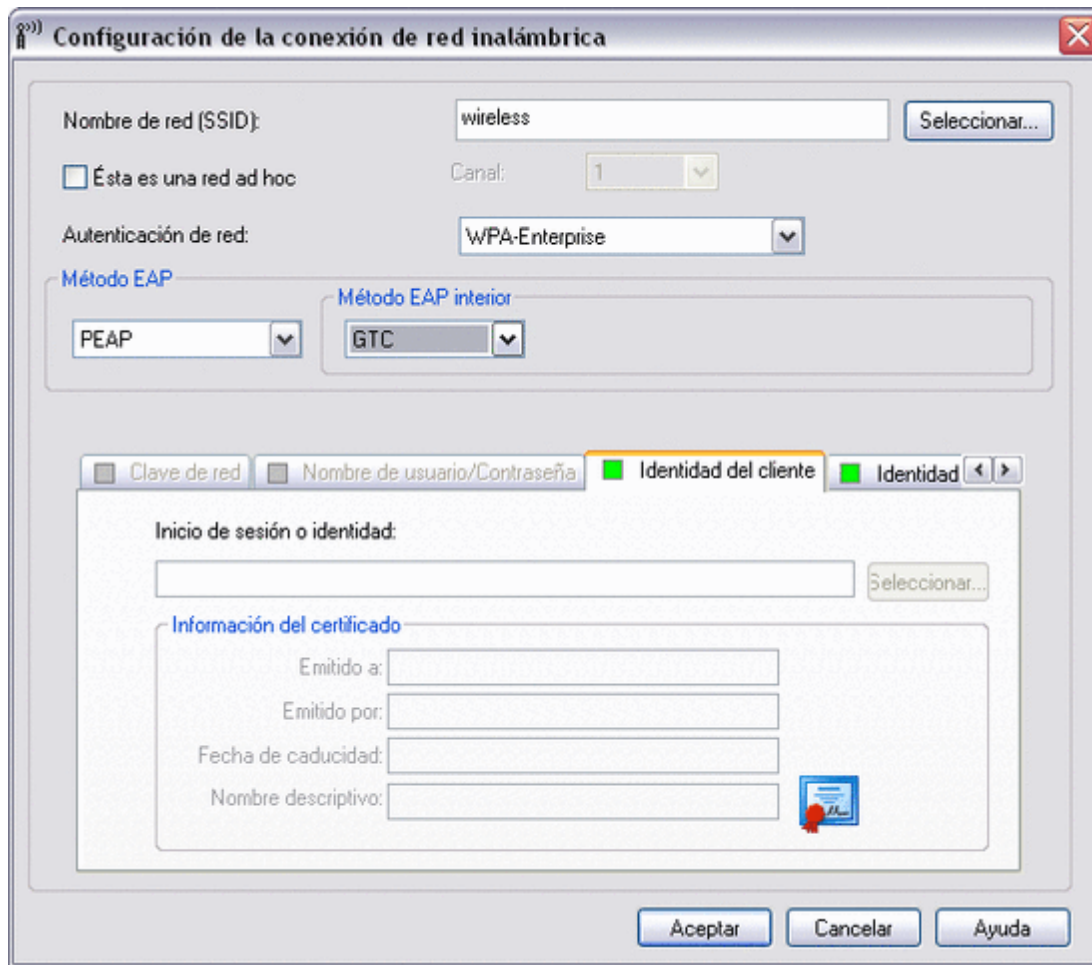 Configuración de la conexión de red inalámbrica
Nombre de red (SSID): wireless Seleccionar...
Ésta es una red ad hoc Canal: 1
Autenticación de red: WPA-Enterprise
Método EAP
Método EAP interior
PEAP GTC
Clave de red Nombre de usuario/Contraseña Identidad del cliente Identidad
Inicio de sesión o identidad:
Seleccionar...
Información del certificado
Emitido a:
Emitido por:
Fecha de caducidad:
Nombre descriptivo:
Aceptar Cancelar Ayuda